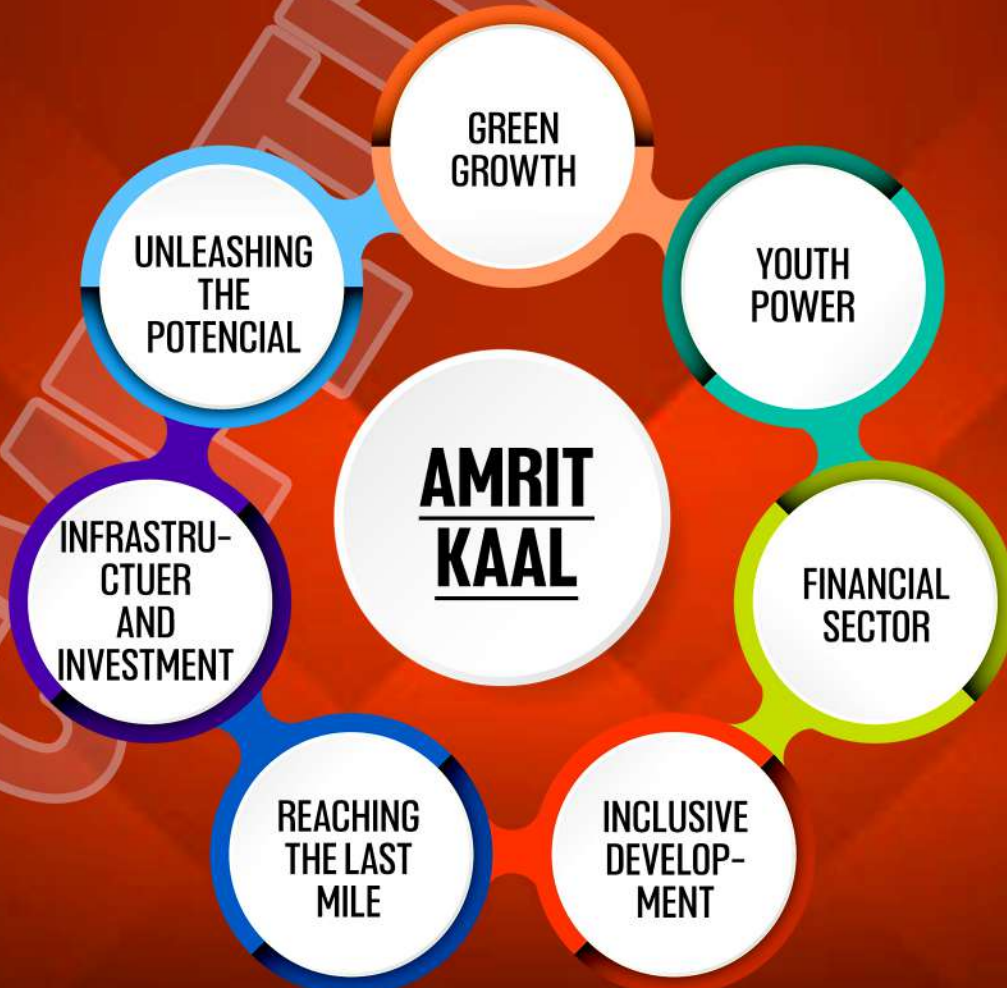 GREEN
GROWTH
UNLEASHING
THE
POTENCIAL
YOUTH
POWER
AMRIT
KAAL
INFRASTRU-
CTUER
AND
INVESTMENT
FINANCIAL
SECTOR
REACHING
THE LAST
MILE
INCLUSIVE
DEVELOP-
MENT